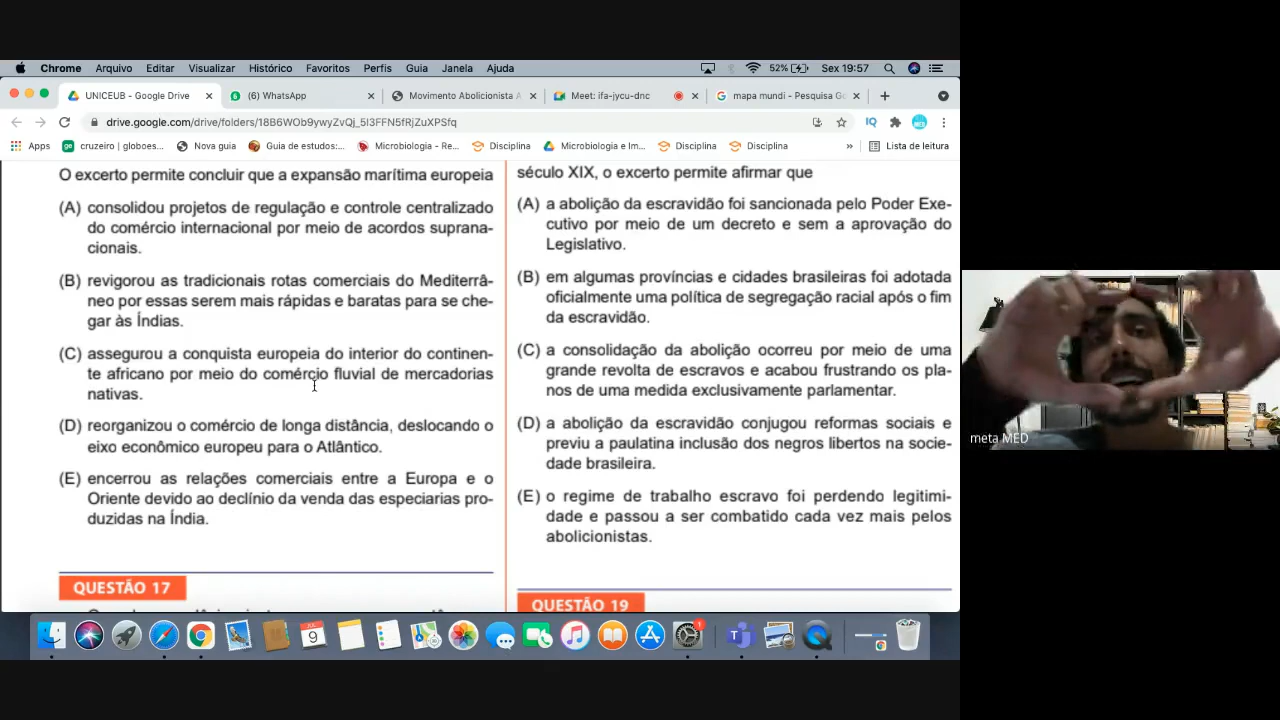 Chrome Arquivo Editar Visualizar Histórico Favoritos Perfis Guia Janela Ajuda 52% Sex 19:57
UNICEUB - Google Drive × (6) WhatsApp × Movimento Abolicionista A × Meet: ifa-jycu-dnc × mapa mundi - Pesquisa Go × +
drive.google.com/drive/folders/18B6WOb9ywyZvQj_5I3FFN5fRjZuXPSfq IQ
Apps cruzeiro | globoes... Nova guia Guia de estudos:... Microbiologia - Re... Disciplina Microbiologia e Im... Disciplina Disciplina » Lista de leitura
O excerto permite concluir que a expansão marítima europeia
(A) consolidou projetos de regulação e controle centralizado
do comércio internacional por meio de acordos suprana-
cionais.
(B) revigorou as tradicionais rotas comerciais do Mediterrâ-
neo por essas serem mais rápidas e baratas para se che-
gar às Índias.
(C) assegurou a conquista europeia do interior do continen-
te africano por meio do comércio fluvial de mercadorias
nativas.
(D) reorganizou o comércio de longa distância, deslocando o
eixo econômico europeu para o Atlântico.
(E) encerrou as relações comerciais entre a Europa e o
Oriente devido ao declínio da venda das especiarias pro-
duzidas na Índia.
QUESTÃO 17
século XIX, o excerto permite afirmar que
(A) a abolição da escravidão foi sancionada pelo Poder Exe-
cutivo por meio de um decreto e sem a aprovação do
Legislativo.
(B) em algumas províncias e cidades brasileiras foi adotada
oficialmente uma política de segregação racial após o fim
da escravidão.
(C) a consolidação da abolição ocorreu por meio de uma
grande revolta de escravos e acabou frustrando os pla-
nos de uma medida exclusivamente parlamentar.
(D) a abolição da escravidão conjugou reformas sociais e
previu a paulatina inclusão dos negros libertos na socie-
dade brasileira.
(E) o regime de trabalho escravo foi perdendo legitimi-
dade e passou a ser combatido cada vez mais pelos
abolicionistas.
QUESTÃO 19
meta MED
9
1